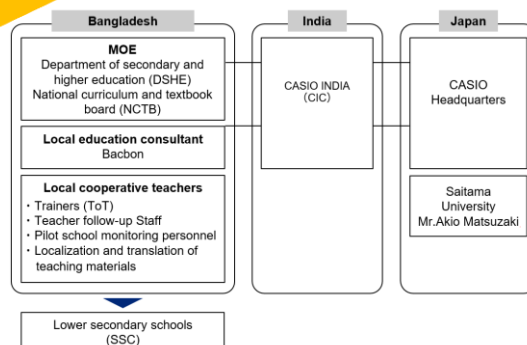 Bangladesh
MOE
Department of secondary and
higher education (DSHE)
National curriculum and textbook
board (NCTB)
Local education consultant
Bacbon
Local cooperative teachers
・Trainers (ToT)
・Teacher follow-up Staff
・Pilot school monitoring personnel
・Localization and translation of
teaching materials
Lower secondary schools
(SSC)
India
CASIO INDIA
(CIC)
Japan
CASIO
Headquarters
Saitama
University
Mr.Akio Matsuzaki